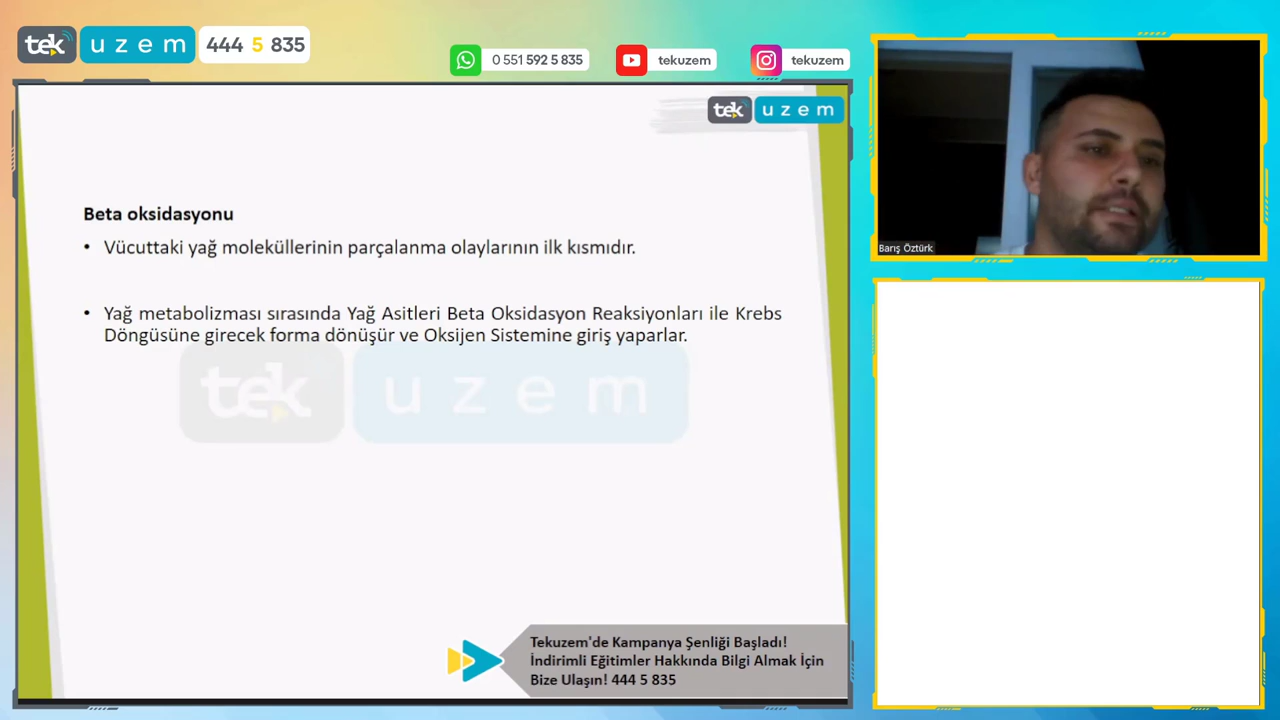 tek uzem 444 5 835
0 551 592 5 835
tekuzem
tekuzem
tek uzem
Beta oksidasyonu
• Vücuttaki yağ moleküllerinin parçalanma olaylarının ilk kısmıdır.
• Yağ metabolizması sırasında Yağ Asitleri Beta Oksidasyon Reaksiyonları ile Krebs
Döngüsüne girecek forma dönüşür ve Oksijen Sistemine giriş yaparlar.
tek uzem
Tekuzem'de Kampanya Şenliği Başladı!
İndirimli Eğitimler Hakkında Bilgi Almak İçin
Bize Ulaşın! 444 5 835
Barış Öztürk